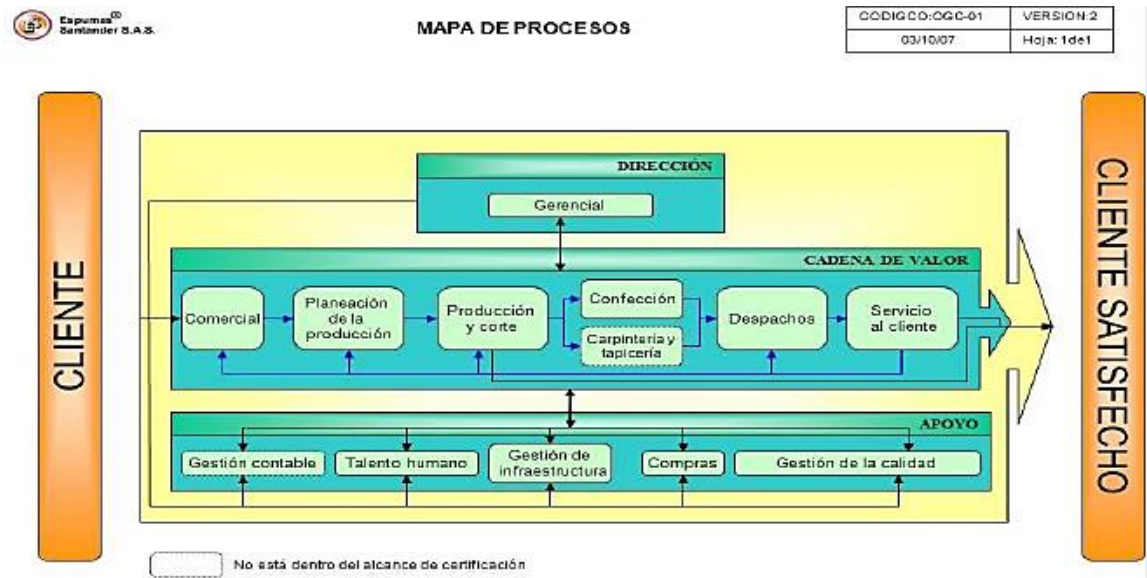 Espumas®
Santander S.A.S.
MAPA DE PROCESOS
CODIGCO:OGC-01
VERSION:2
03/10/07
Hoja: 1de1
CLIENTE
DIRECCIÓN
Gerencial
CADENA DE VALOR
Comercial
Planeación
de la
producción
Producción
y corte
Confección
Carpintería y
tapicería
Despachos
Servicio
al cliente
APOYO
Gestión contable
Talento humano
Gestión de
infraestructura
Compras
Gestión de la calidad
CLIENTE SATISFECHO
No está dentro del alcance de certificación